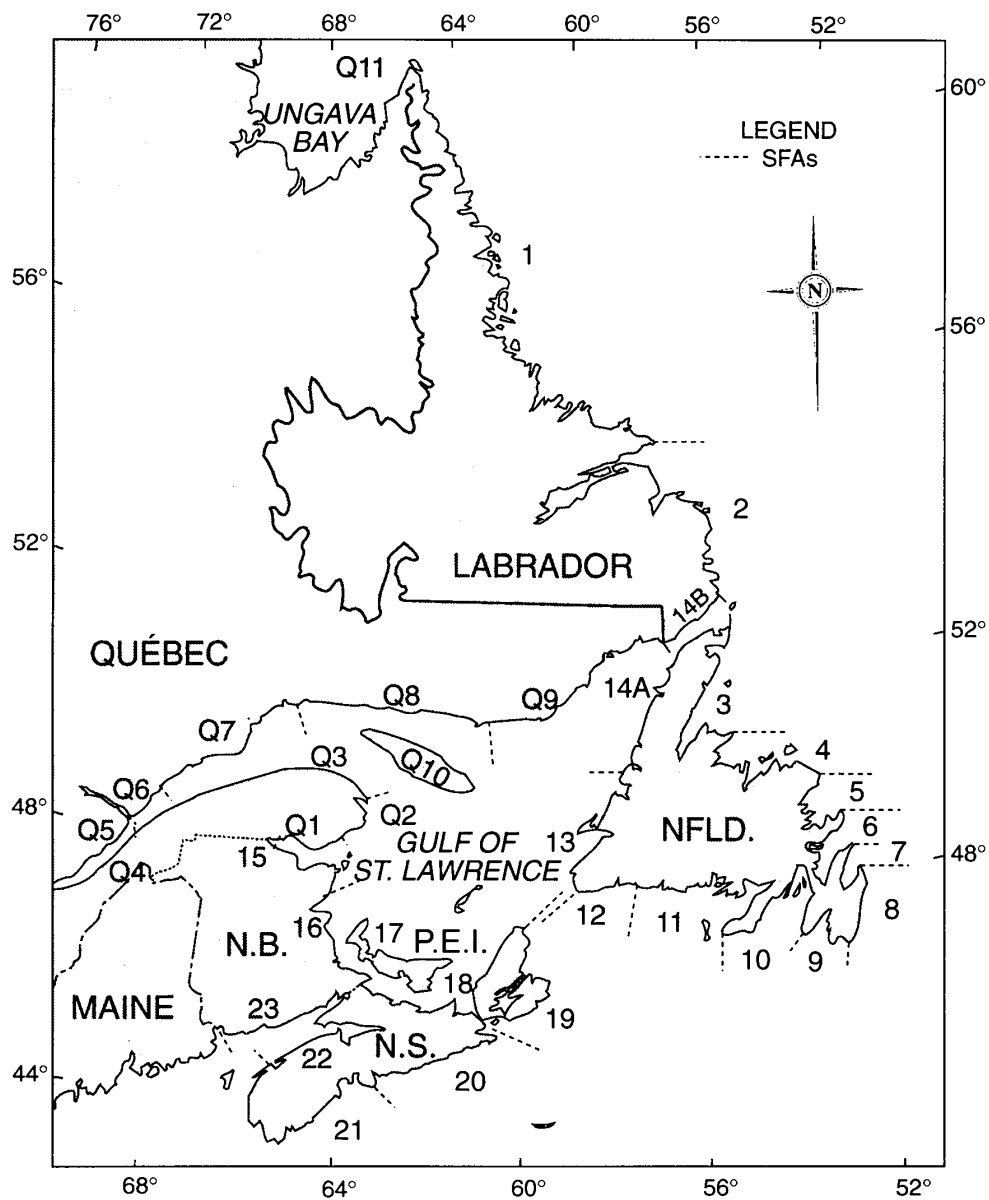 76° 72° 68° 64° 60° 56° 52°
Q11
60°
UNGAVA
BAY
LEGEND
SFAs
1
N
56°
56°
2
52°
LABRADOR
14B
52°
QUÉBEC
14A
Q8
Q9
3
Q7
Q3
4
Q10
Q6
5
48°
Q2
Q5
Q1
6
NFLD.
13
GULF OF
ST. LAWRENCE
15
7
48°
Q4
12
11
8
16
17
P.E.I.
N.B.
10
9
18
MAINE
23
19
N.S.
22
44°
20
44°
21
68° 64° 60° 56° 52°